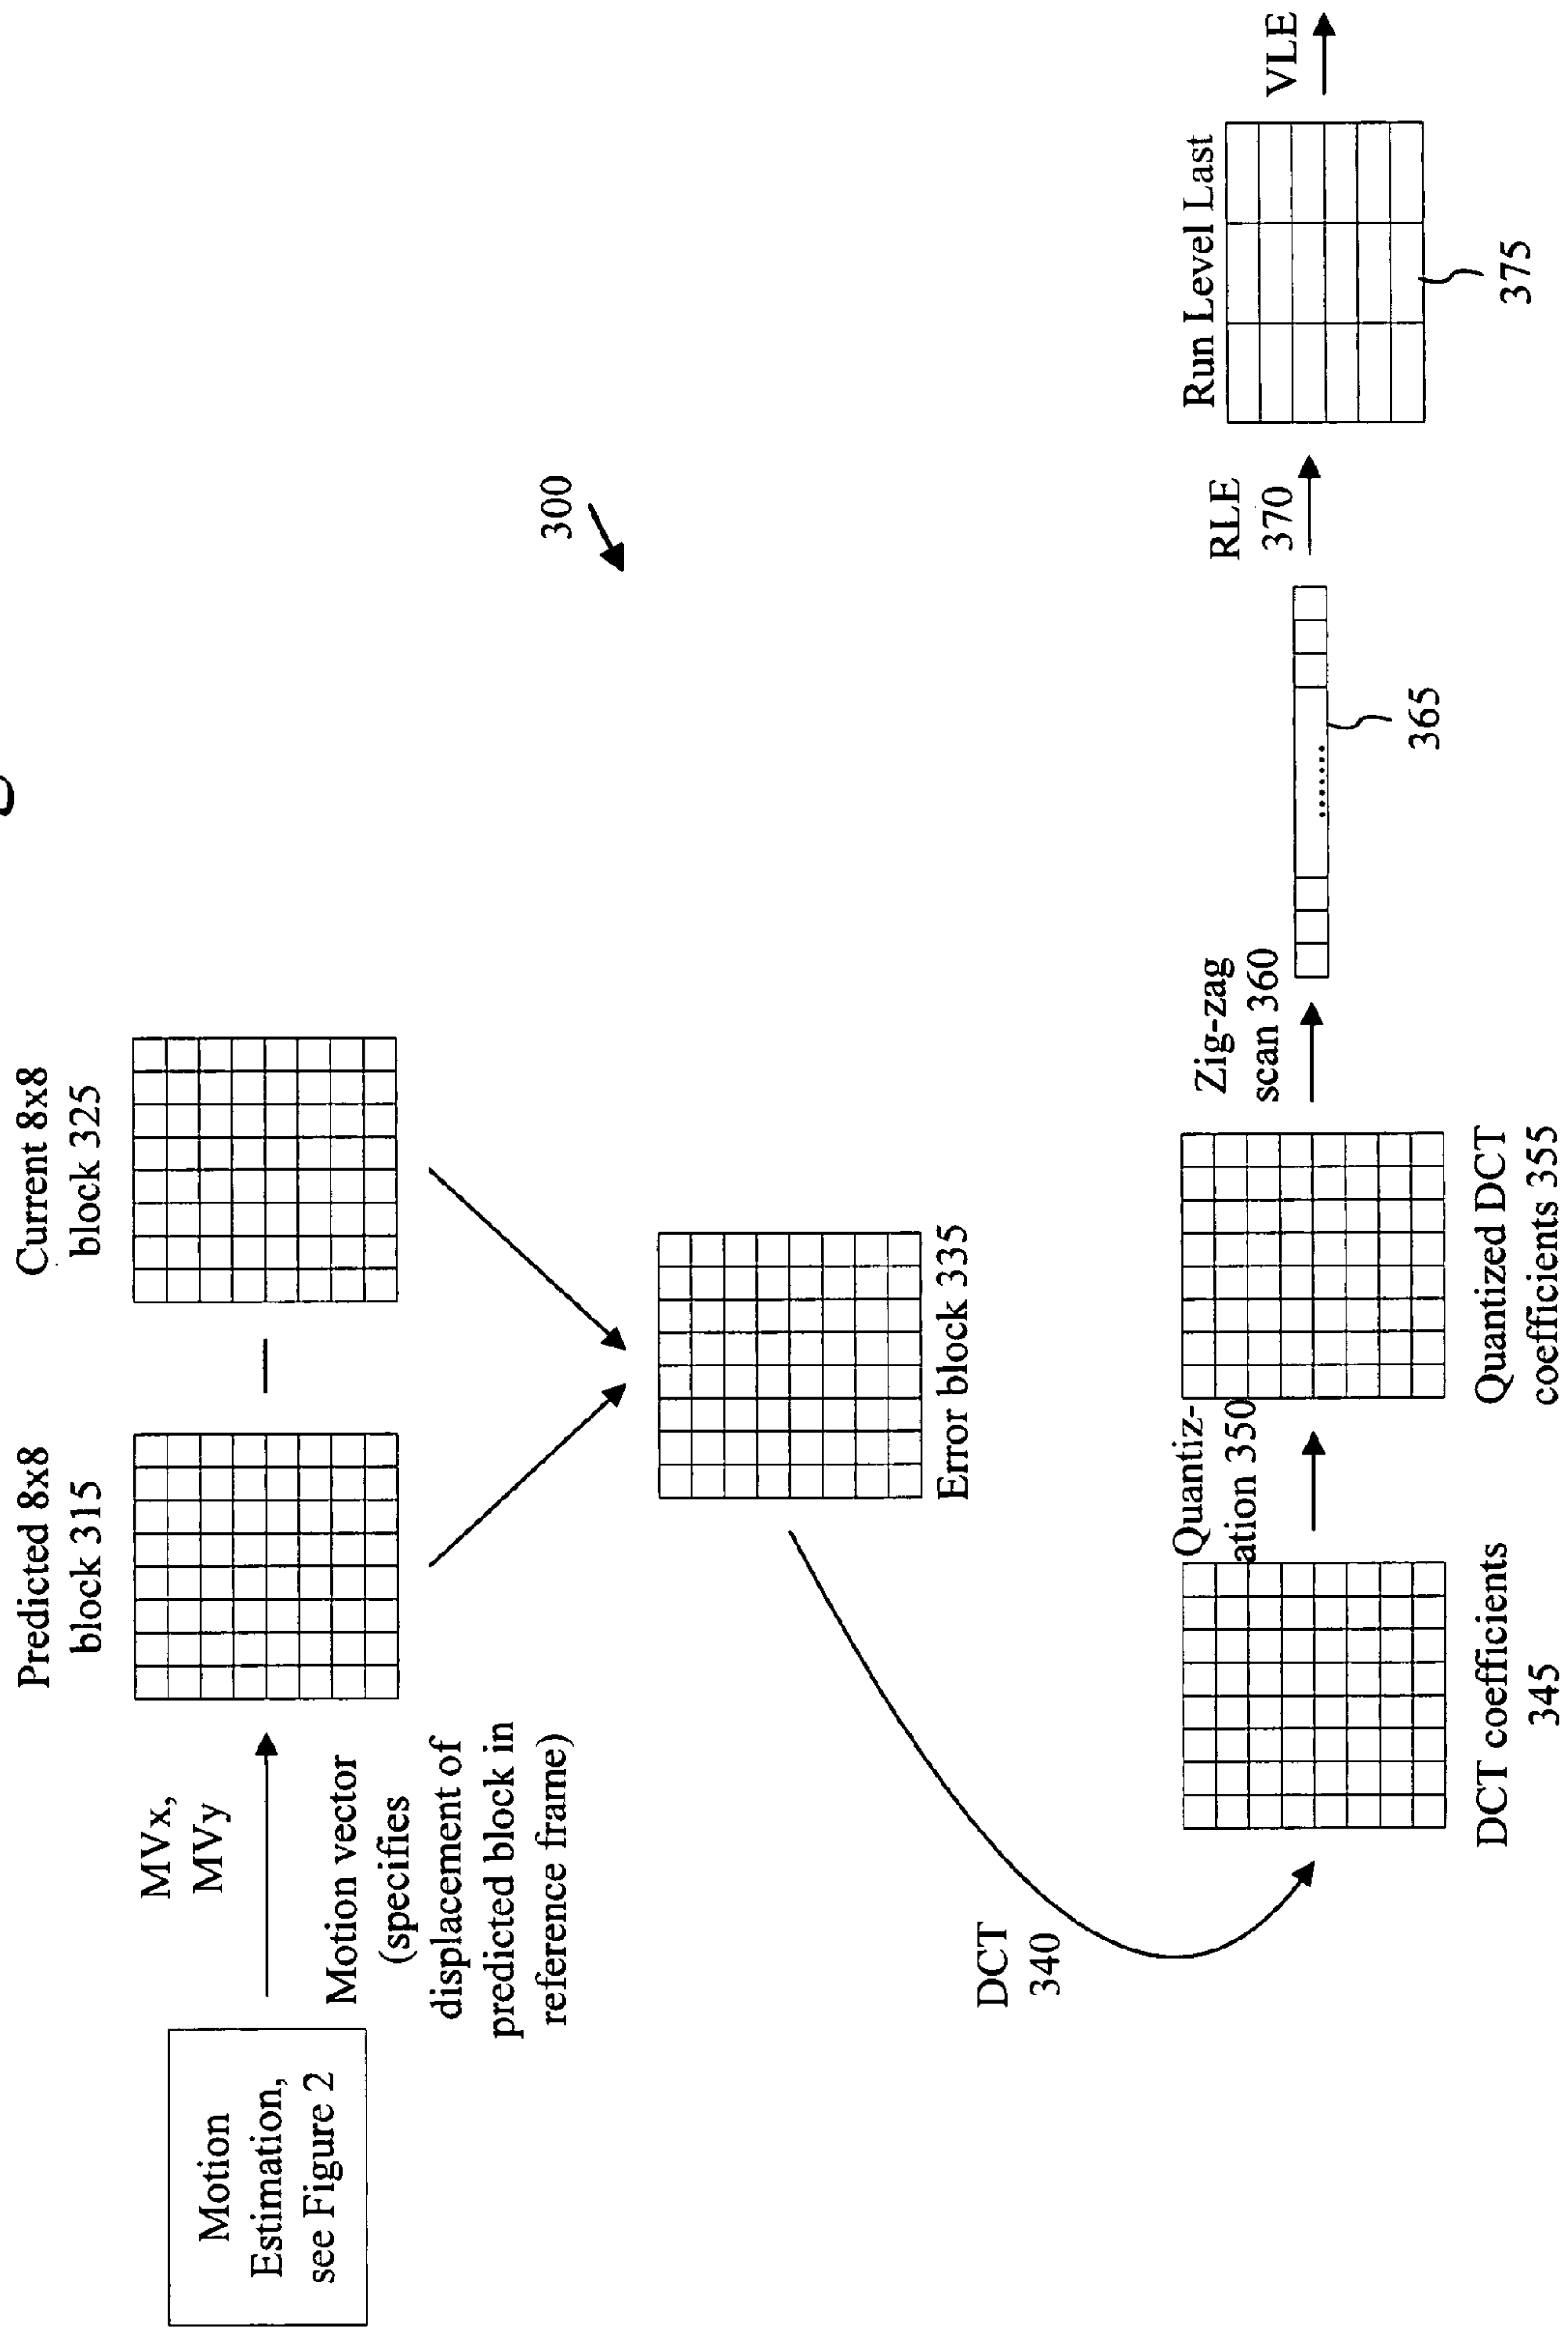 Motion
Estimation,
see Figure 2
MVx,
MVy
Motion vector
(specifies
displacement of
predicted block in
reference frame)
Predicted 8x8
block 315
Current 8x8
block 325
300
Error block 335
DCT
340
DCT coefficients
345
Quantiz-
ation 350
Quantized DCT
coefficients 355
Zig-zag
scan 360
365
RLE
370
Run Level Last
375
VLE